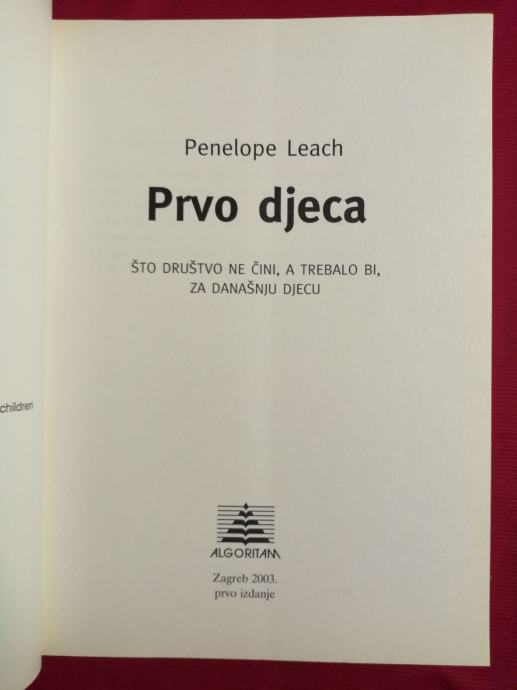 Penelope Leach
Prvo djeca
ŠTO DRUŠTVO NE ČINI, A TREBALO BI,
ZA DANAŠNJU DJECU
children
ALGORITAM
Zagreb 2003.
prvo izdanje